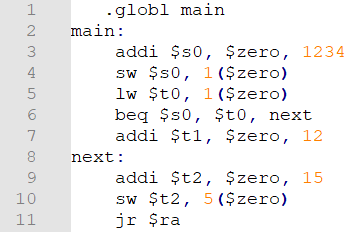 1 .globl main
2 main:
3 addi $s0, $zero, 1234
4 sw $s0, 1($zero)
5 lw $t0, 1($zero)
6 beq $s0, $t0, next
7 addi $t1, $zero, 12
8 next:
9 addi $t2, $zero, 15
10 sw $t2, 5($zero)
11 jr $ra